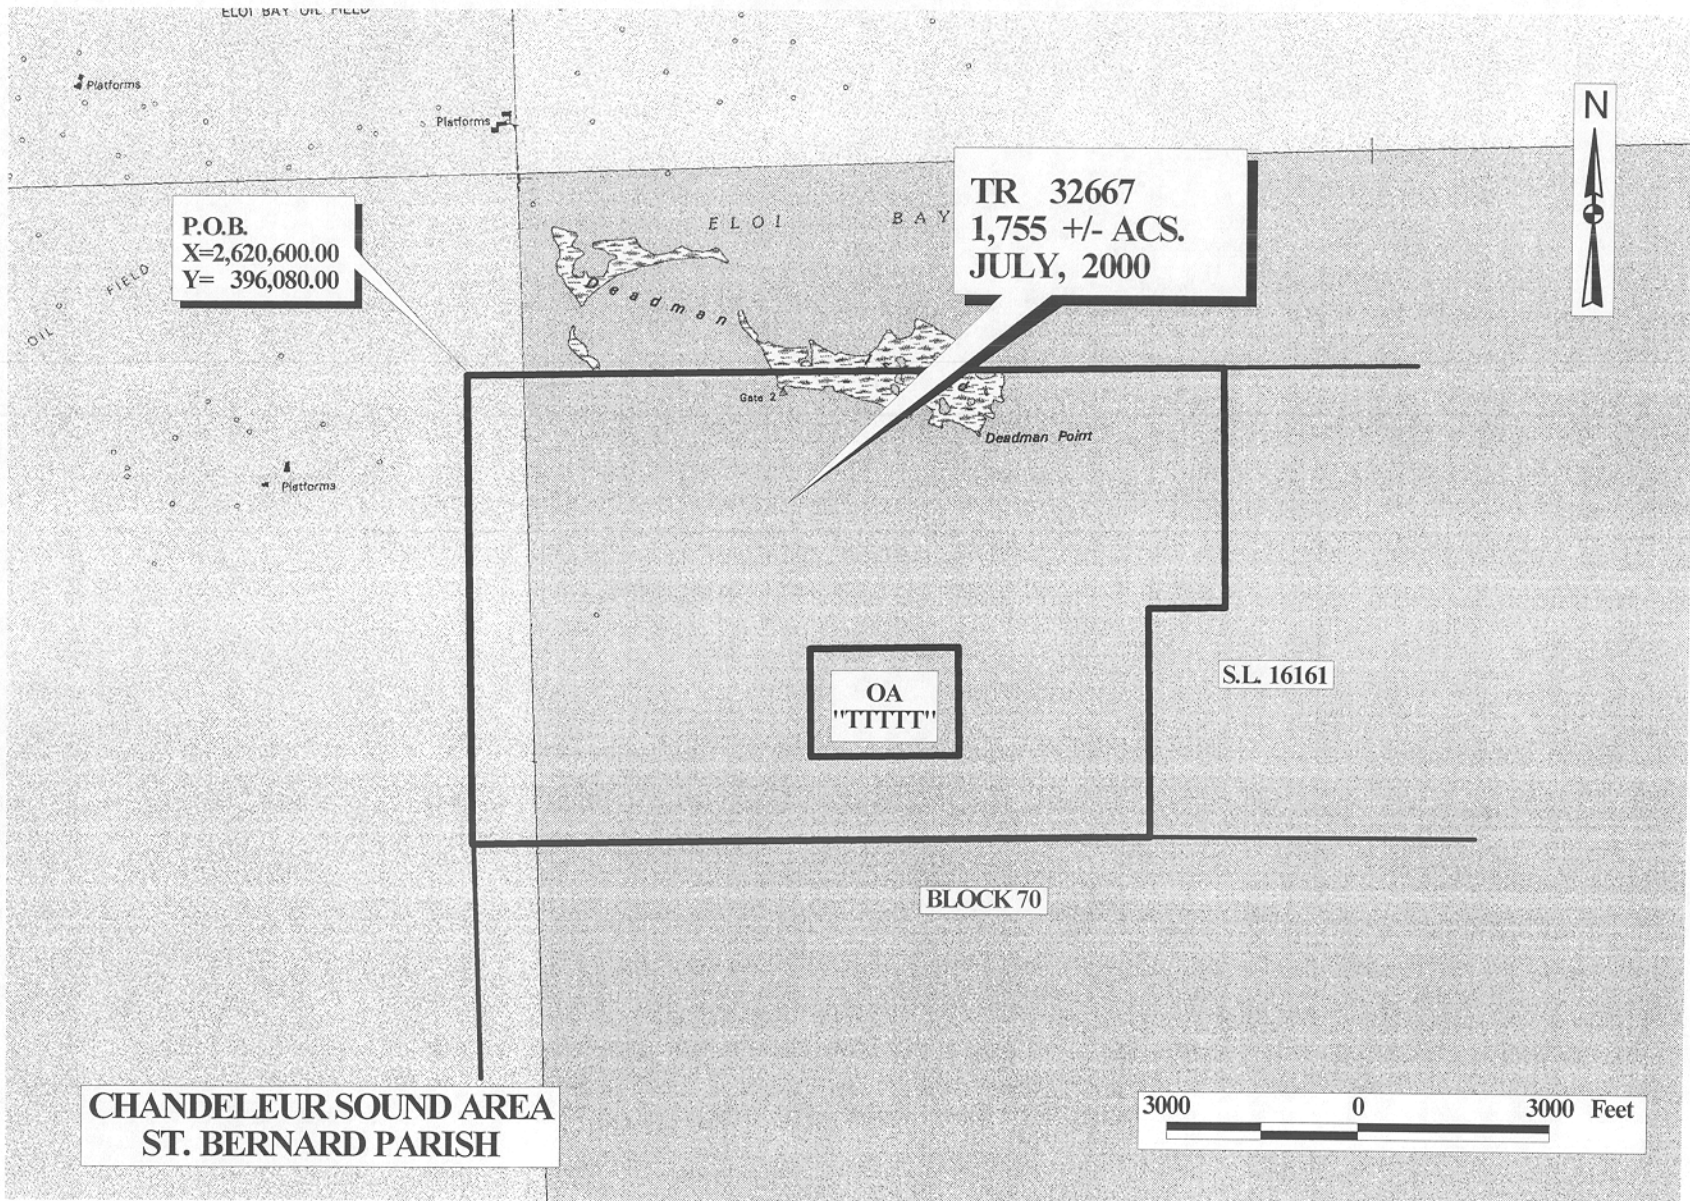 ELOI BAY OIL FIELD
Platforms
Platforms
N
TR 32667
1,755 +/- ACS.
JULY, 2000
P.O.B.
X=2,620,600.00
Y= 396,080.00
ELOI BAY
OIL FIELD
Deadman
Gate 2
Deadman Point
Platforms
S.L. 16161
OA
"TTTTT"
BLOCK 70
CHANDELEUR SOUND AREA
ST. BERNARD PARISH
3000 0 3000 Feet